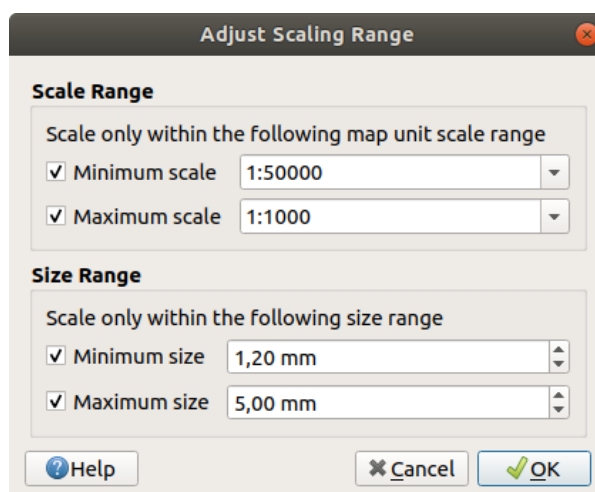 Adjust Scaling Range
Scale Range
Scale only within the following map unit scale range
Minimum scale 1:50000
Maximum scale 1:1000
Size Range
Scale only within the following size range
Minimum size 1,20 mm
Maximum size 5,00 mm
Help Cancel OK